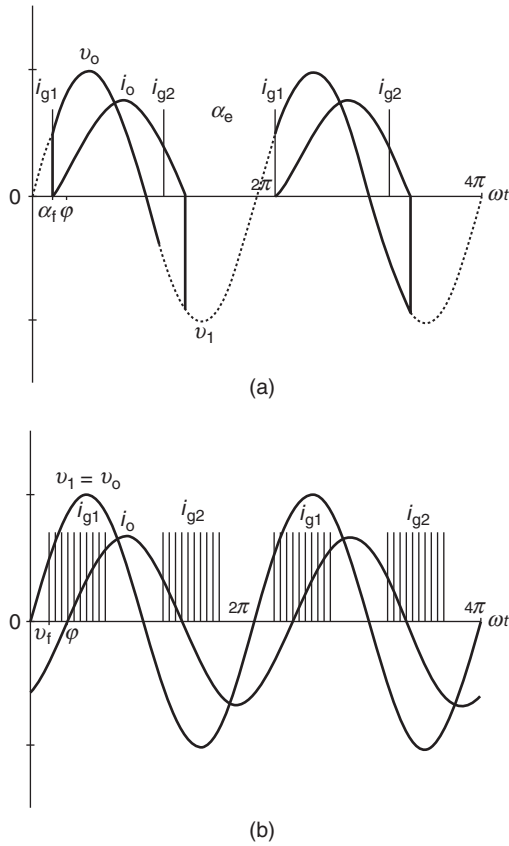 υo
ig1 io ig2 αe ig1 ig2
2π 4π
0 αf φ ωt
υ1
(a)
υ1 = υo
ig1 io ig2 ig1 ig2
2π 4π
0 υf φ ωt
(b)